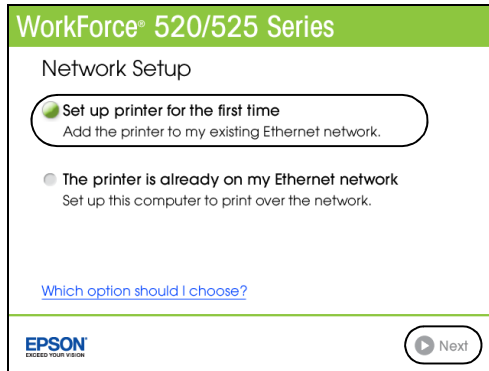 WorkForce® 520/525 Series
Network Setup
Set up printer for the first time
Add the printer to my existing Ethernet network.
The printer is already on my Ethernet network
Set up this computer to print over the network.
Which option should I choose?
EPSON®
EXCEED YOUR VISION
Next